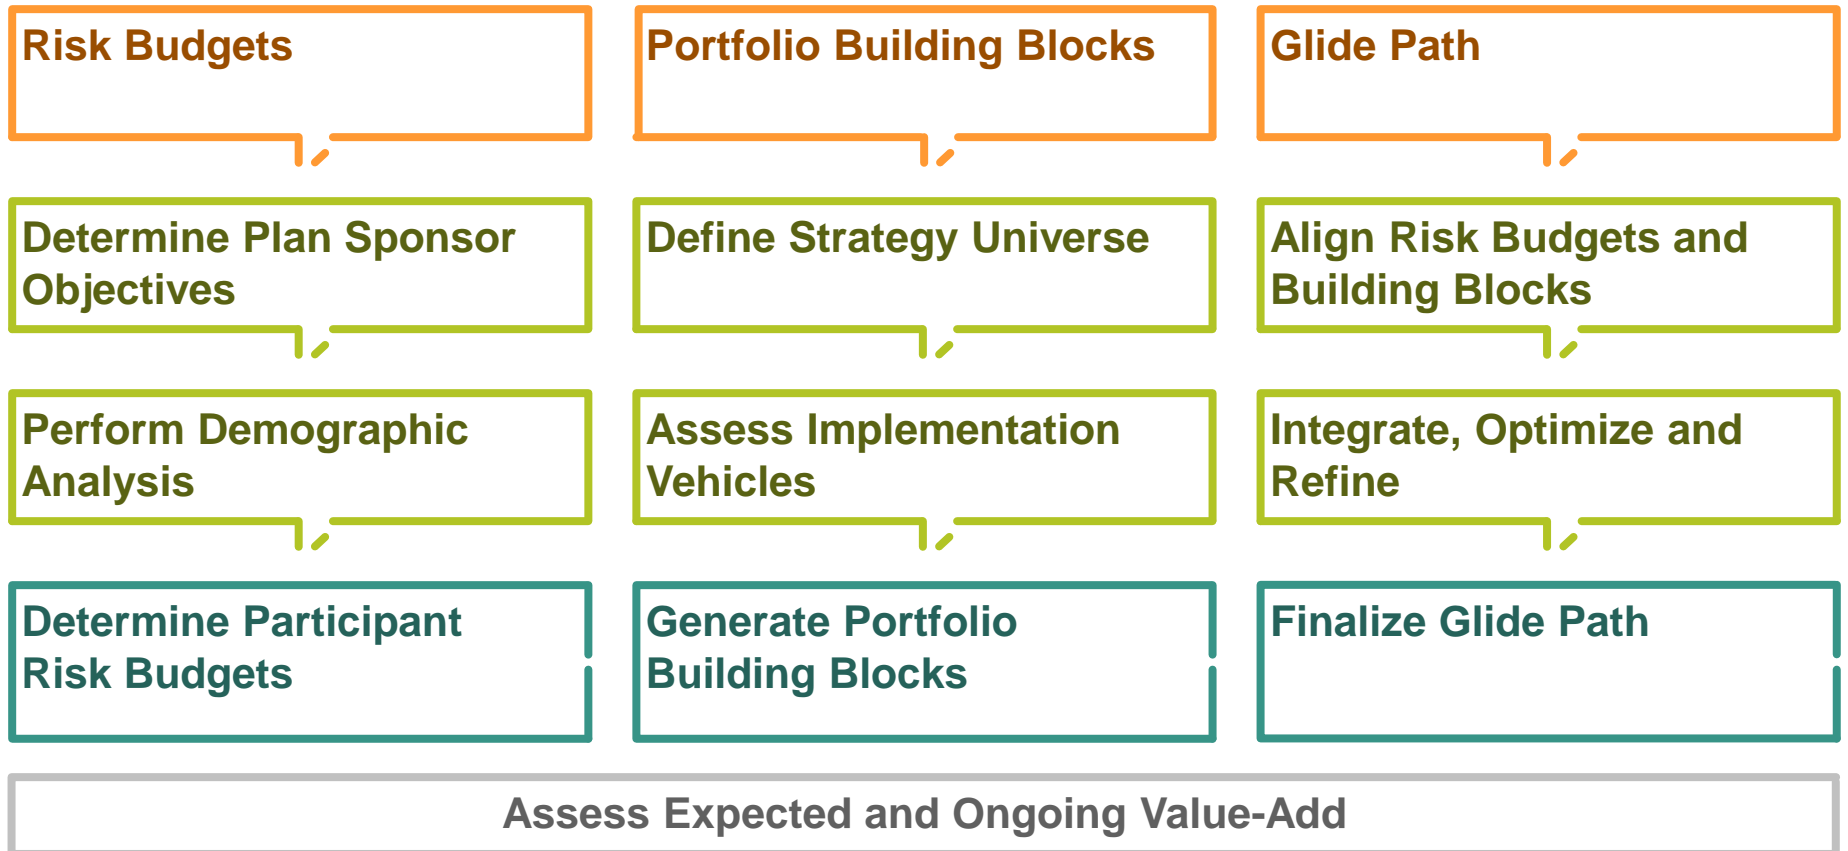 Risk Budgets
Portfolio Building Blocks
Glide Path
Determine Plan Sponsor
Objectives
Define Strategy Universe
Align Risk Budgets and
Building Blocks
Perform Demographic
Analysis
Assess Implementation
Vehicles
Integrate, Optimize and
Refine
Determine Participant
Risk Budgets
Generate Portfolio
Building Blocks
Finalize Glide Path
Assess Expected and Ongoing Value-Add